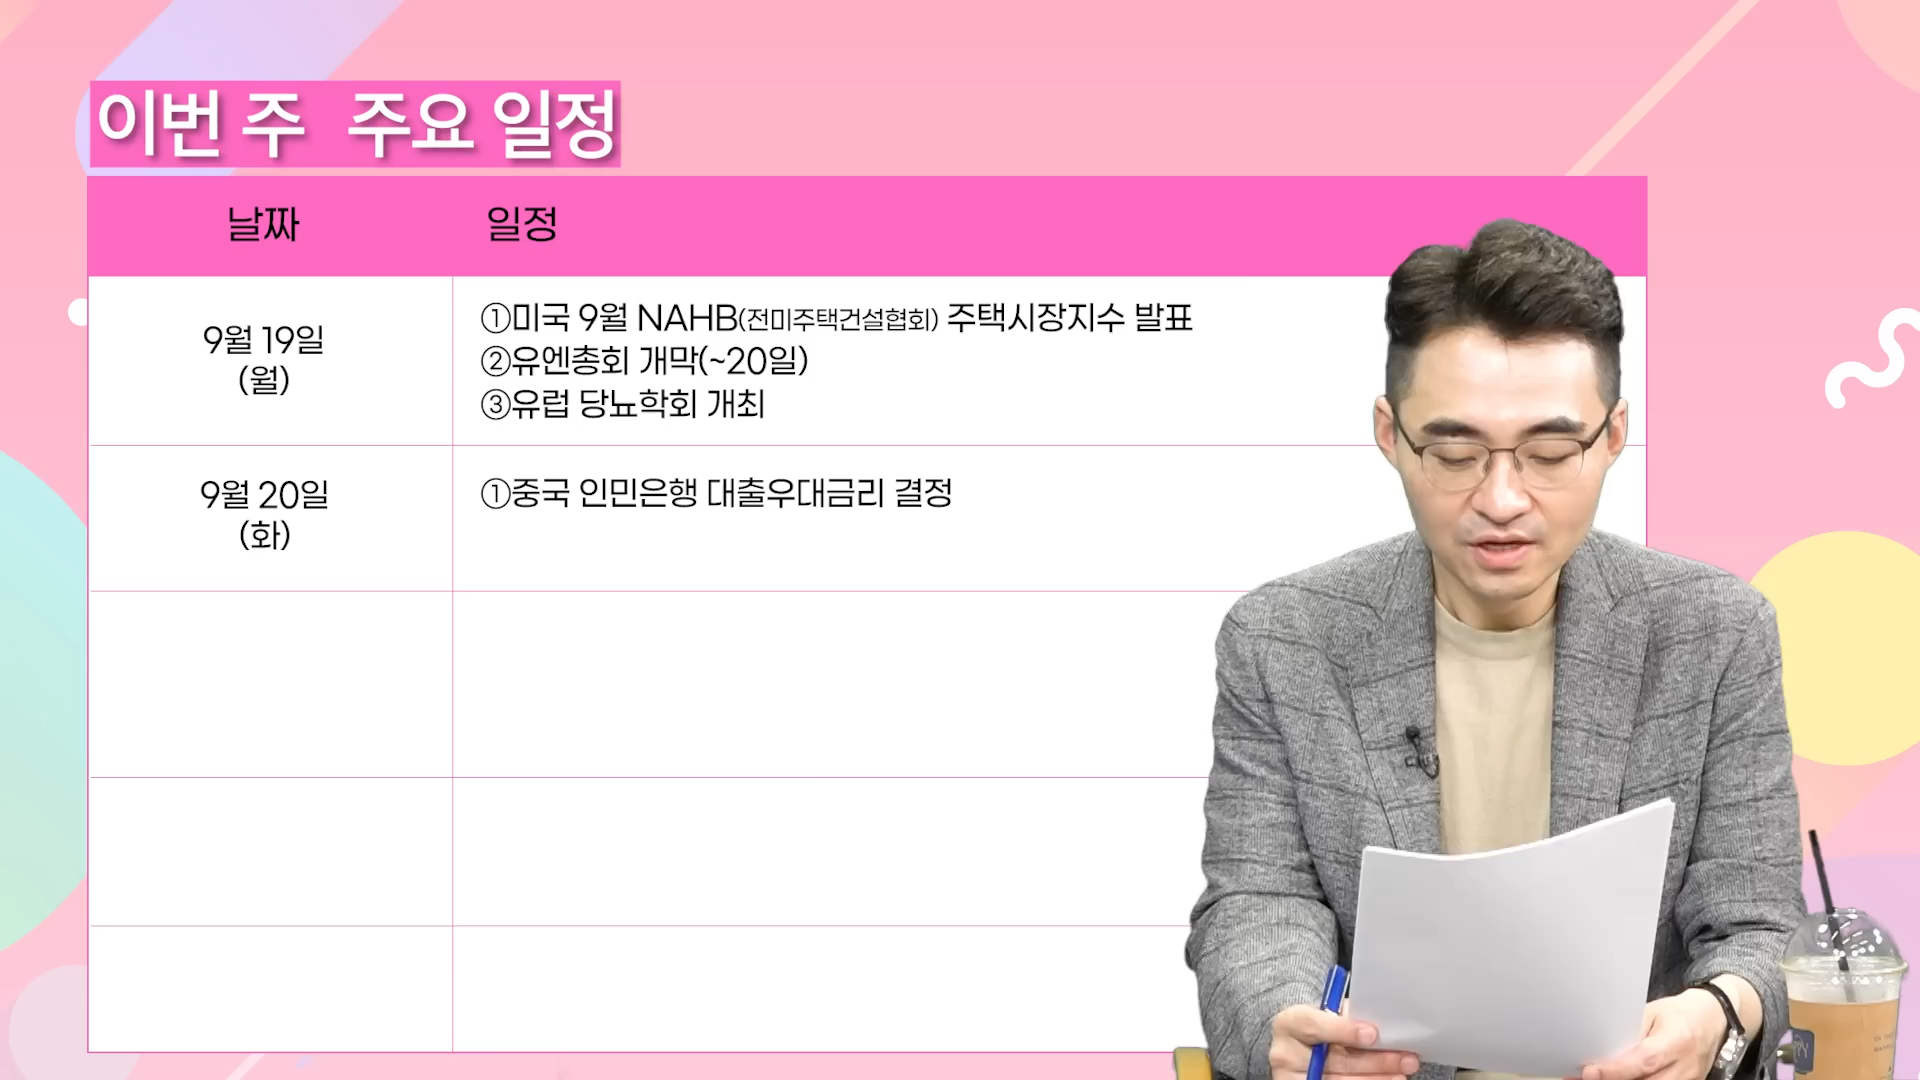 이번 주 주요 일정
날짜 일정
9월 19일
(월)
①미국 9월 NAHB(전미주택건설협회) 주택시장지수 발표
②유엔총회 개막(~20일)
③유럽 당뇨학회 개최
9월 20일
(화)
①중국 인민은행 대출우대금리 결정